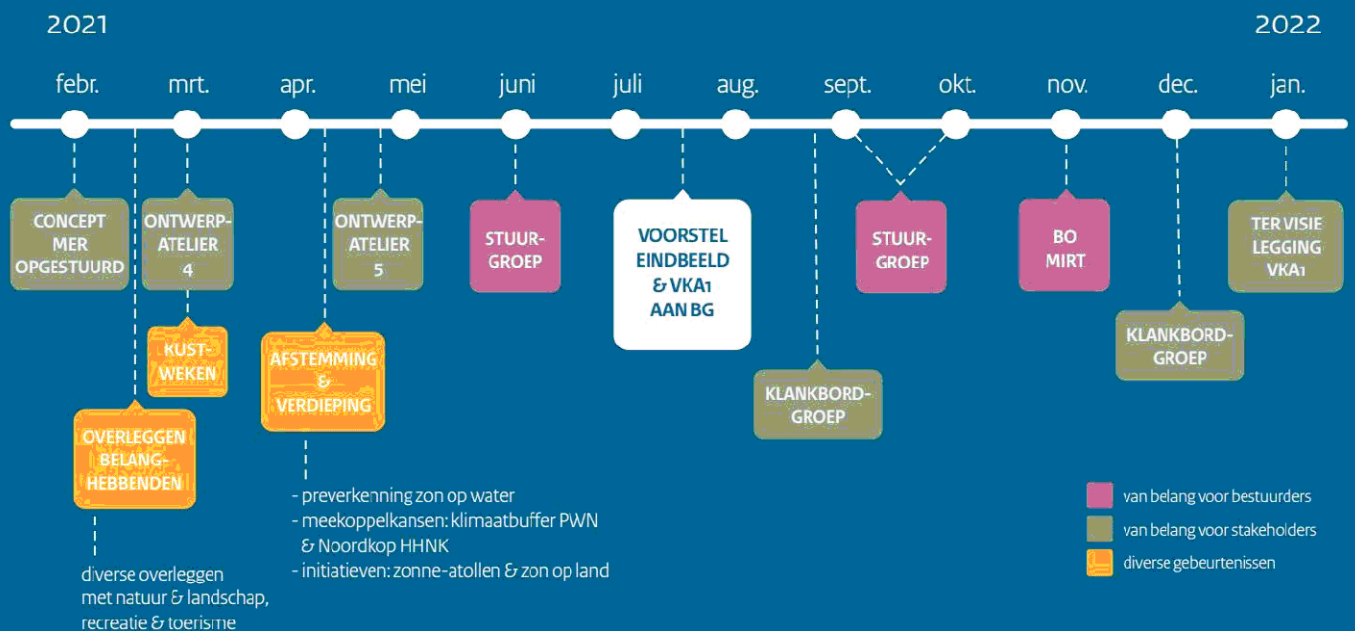 2021
2022
febr. mrt. apr. mei juni juli aug. sept. okt. nov. dec. jan.
CONCEPT
MER
OPGESTUURD
ONTWERP-
ATELIER
4
ONTWERP-
ATELIER
5
STUUR-
GROEP
VOORSTEL
EINDBEELD
& VKA1
AAN BG
STUUR-
GROEP
BO
MIRT
TER VISIE
LEGGING
VKA1
KUST-
WEKEN
AFSTEMMING
&
VERDIEPING
KLANKBORD-
GROEP
KLANKBORD-
GROEP
OVERLEGGEN
BELANG-
HEBBENDEN
- preverkenning zon op water
- meekoppelkansen: klimaatbuffer PWN
& Noordkop HHNK
- initiatieven: zonne-atollen & zon op land
diverse overleggen
met natuur & landschap,
recreatie & toerisme
van belang voor bestuurders
van belang voor stakeholders
diverse gebeurtenissen